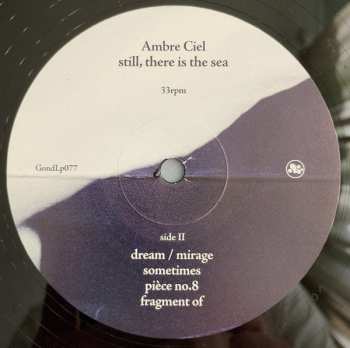 Ambre Ciel
still, there is the sea
33rpm
GondLp077
side II
dream / mirage
sometimes
pièce no.8
fragment of